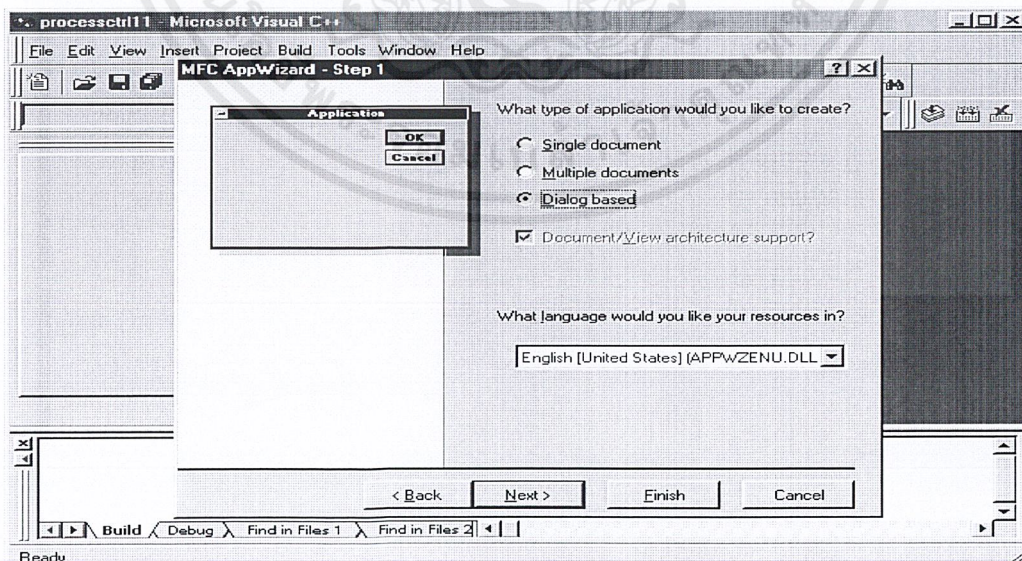 processctrl11 - Microsoft Visual C++
File Edit View Insert Project Build Tools Window Help
MFC AppWizard - Step 1
Application
OK
Cancel
What type of application would you like to create?
Single document
Multiple documents
Dialog based
Document/View architecture support?
What language would you like your resources in?
English [United States] (APPWZENU.DLL
< Back Next > Finish Cancel
Build Debug Find in Files 1 Find in Files 2
Ready